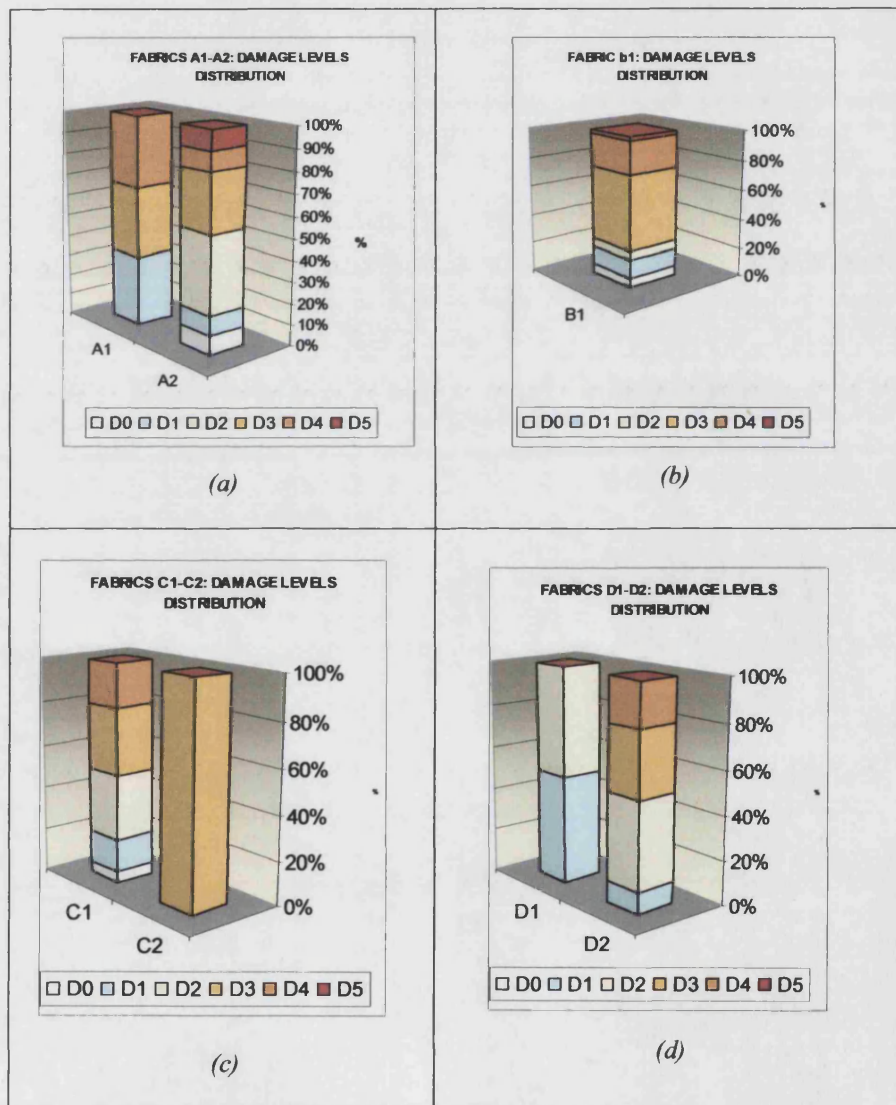 FABRICS A1-A2: DAMAGE LEVELS
DISTRIBUTION
100%
90%
80%
70%
60%
50%
40%
30%
20%
10%
0%
%
A1
A2
D0 D1 D2 D3 D4 D5
(a)
FABRIC b1: DAMAGE LEVELS
DISTRIBUTION
100%
80%
60%
40%
20%
0%
%
B1
D0 D1 D2 D3 D4 D5
(b)
FABRICS C1-C2: DAMAGE LEVELS
DISTRIBUTION
100%
80%
60%
40%
20%
0%
%
C1
C2
D0 D1 D2 D3 D4 D5
(c)
FABRICS D1-D2: DAMAGE LEVELS
DISTRIBUTION
100%
80%
60%
40%
20%
0%
%
D1
D2
D0 D1 D2 D3 D4 D5
(d)